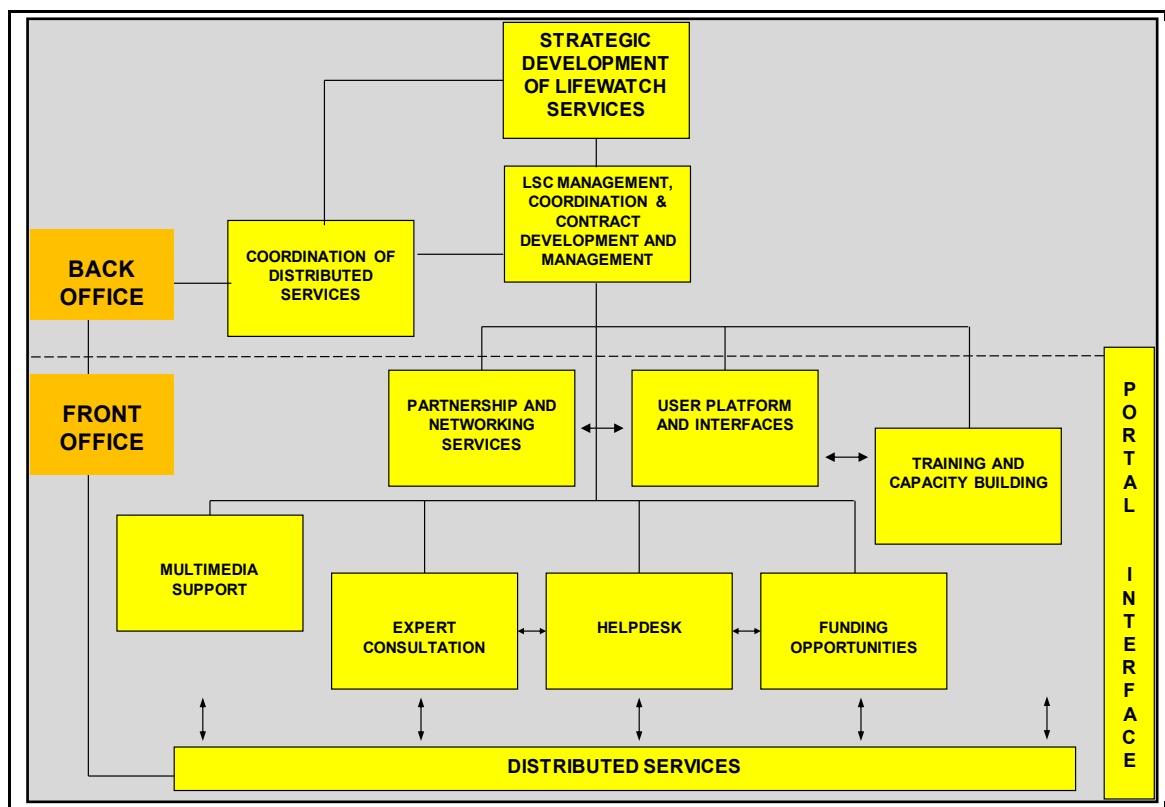 STRATEGIC
DEVELOPMENT
OF LIFEWATCH
SERVICES
LSC MANAGEMENT,
COORDINATION &
CONTRACT
DEVELOPMENT AND
MANAGEMENT
COORDINATION OF
DISTRIBUTED
SERVICES
BACK
OFFICE
FRONT
OFFICE
PARTNERSHIP AND
NETWORKING
SERVICES
USER PLATFORM
AND INTERFACES
TRAINING AND
CAPACITY BUILDING
MULTIMEDIA
SUPPORT
EXPERT
CONSULTATION
HELPDESK
FUNDING
OPPORTUNITIES
DISTRIBUTED SERVICES
PORTAL INTERFACE